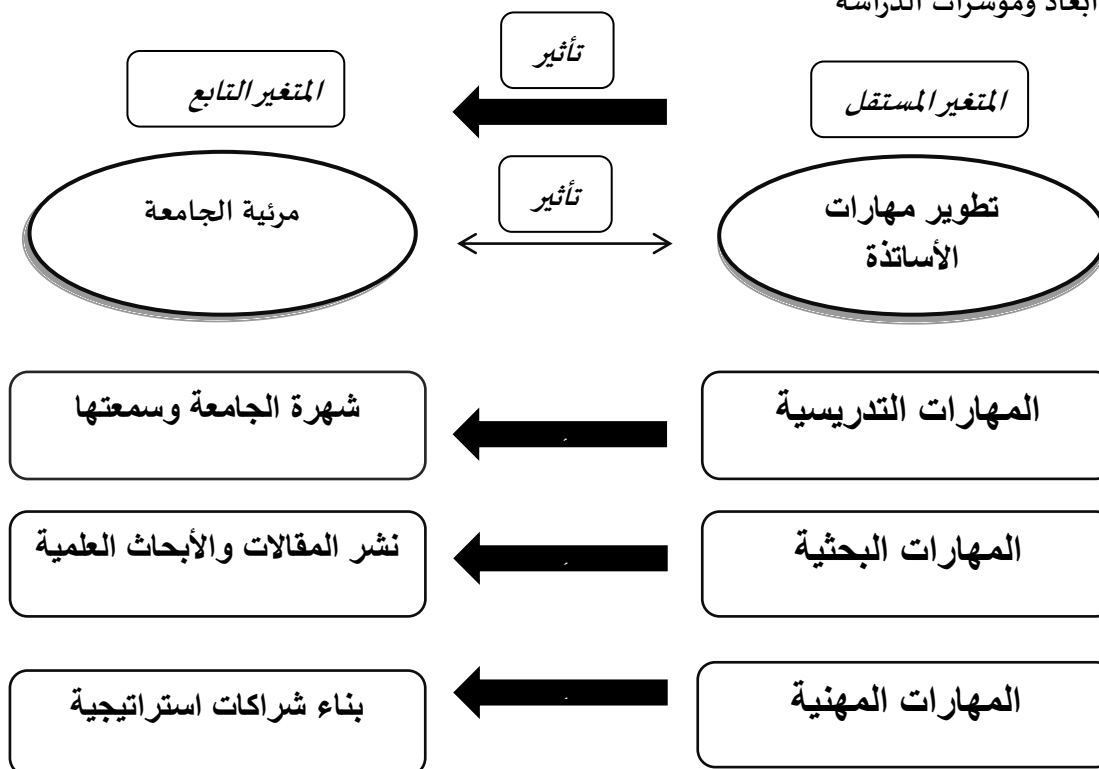 أبعاد ومؤشرات الدراسة
تأثير
المتغير المستقل
المتغير التابع
تأثير
تطوير مهارات
الأساتذة
مرئية الجامعة
المهارات التدريسية
شهرة الجامعة وسمعتها
المهارات البحثية
نشر المقالات والأبحاث العلمية
المهارات المهنية
بناء شراكات استراتيجية